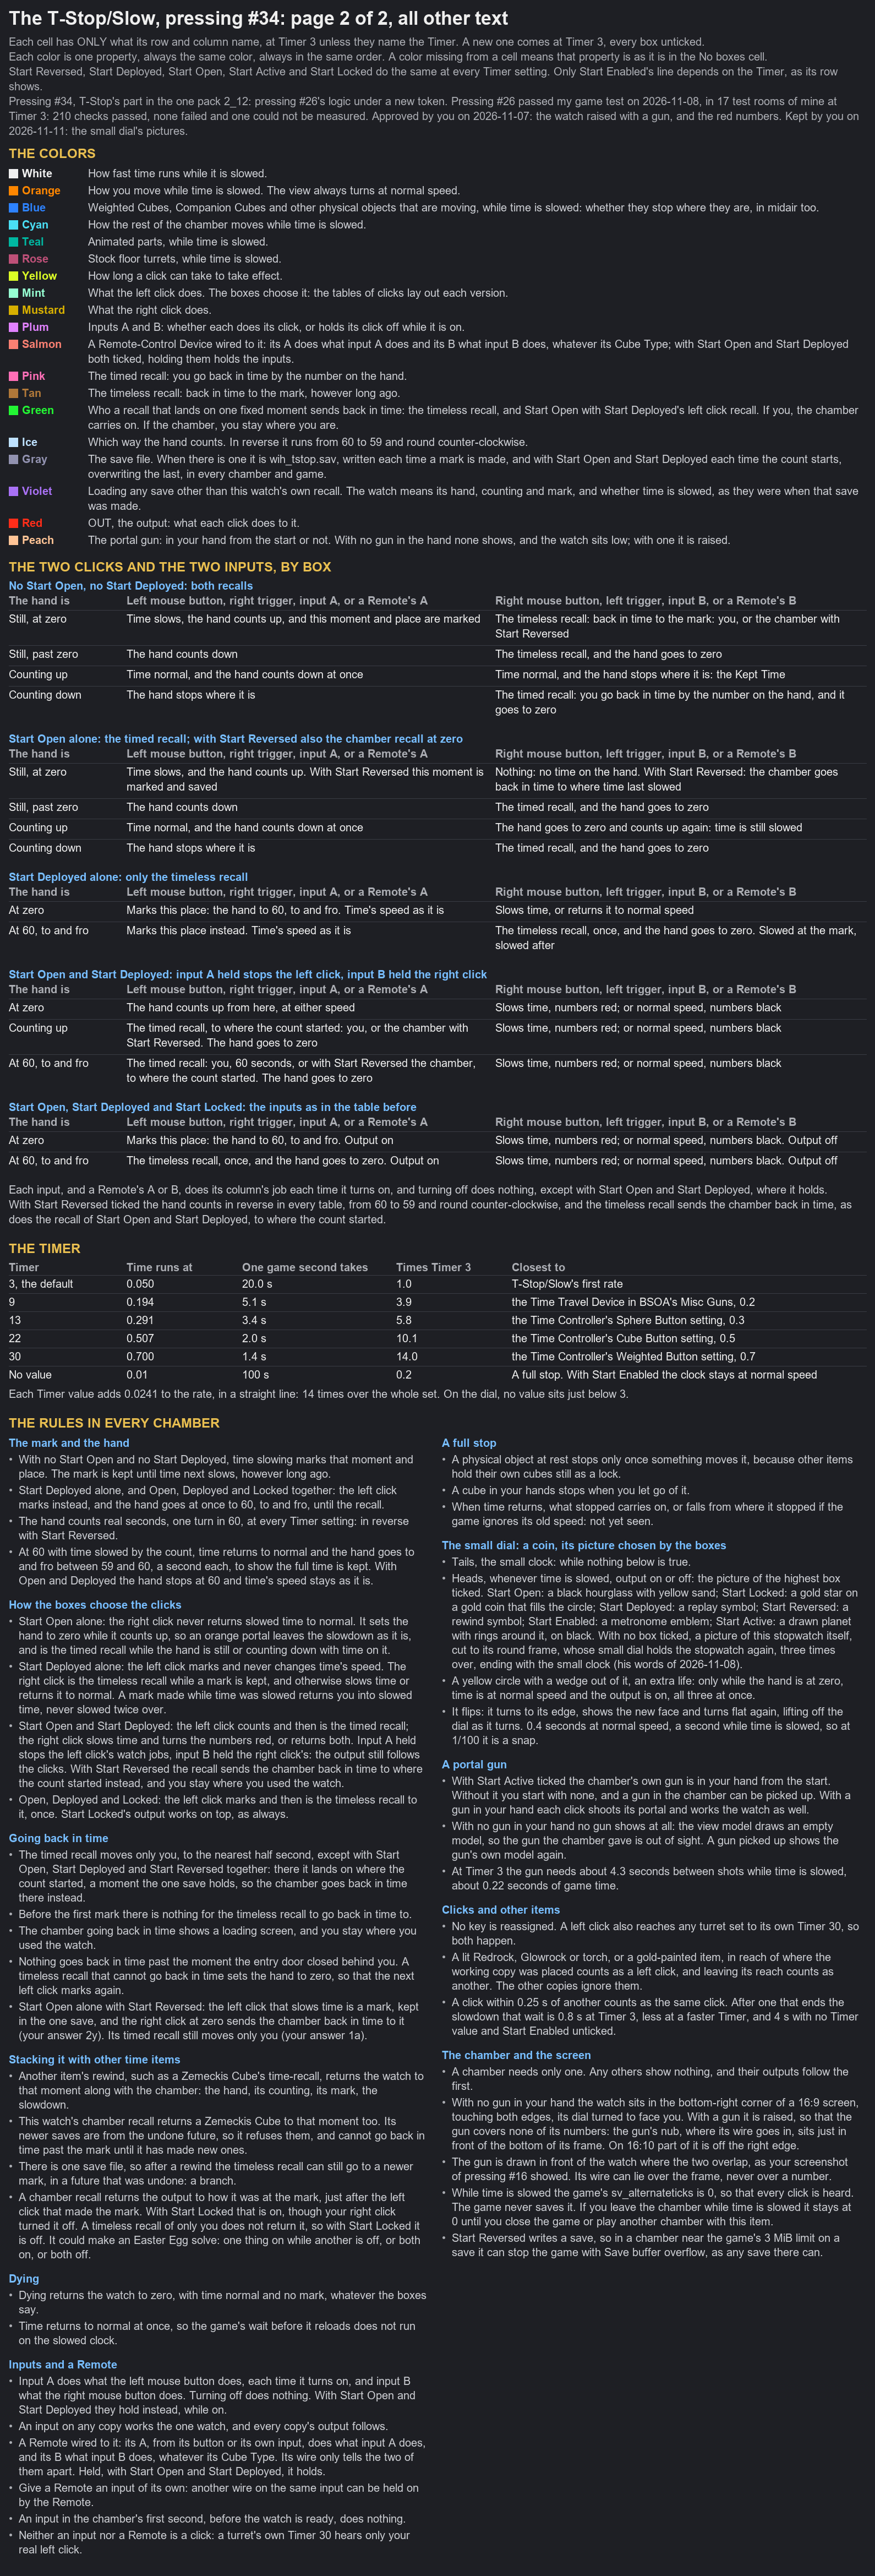 The T-Stop/Slow, pressing #34: page 2 of 2, all other text
Each cell has ONLY what its row and column name, at Timer 3 unless they name the Timer. A new one comes at Timer 3, every box unticked.
Each color is one property, always the same color, always in the same order. A color missing from a cell means that property is as it is in the No boxes cell.
Start Reversed, Start Deployed, Start Open, Start Active and Start Locked do the same at every Timer setting. Only Start Enabled's line depends on the Timer, as its row
shows.
Pressing #34, T-Stop's part in the one pack 2_12: pressing #26's logic under a new token. Pressing #26 passed my game test on 2026-11-08, in 17 test rooms of mine at
Timer 3: 210 checks passed, none failed and one could not be measured. Approved by you on 2026-11-07: the watch raised with a gun, and the red numbers. Kept by you on
2026-11-11: the small dial's pictures.
THE COLORS
White How fast time runs while it is slowed.
Orange How you move while time is slowed. The view always turns at normal speed.
Blue Weighted Cubes, Companion Cubes and other physical objects that are moving, while time is slowed: whether they stop where they are, in midair too.
Cyan How the rest of the chamber moves while time is slowed.
Teal Animated parts, while time is slowed.
Rose Stock floor turrets, while time is slowed.
Yellow How long a click can take to take effect.
Mint What the left click does. The boxes choose it: the tables of clicks lay out each version.
Mustard What the right click does.
Plum Inputs A and B: whether each does its click, or holds its click off while it is on.
Salmon A Remote-Control Device wired to it: its A does what input A does and its B what input B does, whatever its Cube Type; with Start Open and Start Deployed
both ticked, holding them holds the inputs.
Pink The timed recall: you go back in time by the number on the hand.
Tan The timeless recall: back in time to the mark, however long ago.
Green Who a recall that lands on one fixed moment sends back in time: the timeless recall, and Start Open with Start Deployed's left click recall. If you, the chamber
carries on. If the chamber, you stay where you are.
Ice Which way the hand counts. In reverse it runs from 60 to 59 and round counter-clockwise.
Gray The save file. When there is one it is wih_tstop.sav, written each time a mark is made, and with Start Open and Start Deployed each time the count starts,
overwriting the last, in every chamber and game.
Violet Loading any save other than this watch's own recall. The watch means its hand, counting and mark, and whether time is slowed, as they were when that save
was made.
Red OUT, the output: what each click does to it.
Peach The portal gun: in your hand from the start or not. With no gun in the hand none shows, and the watch sits low; with one it is raised.
THE TWO CLICKS AND THE TWO INPUTS, BY BOX
No Start Open, no Start Deployed: both recalls
The hand is Left mouse button, right trigger, input A, or a Remote's A Right mouse button, left trigger, input B, or a Remote's B
Still, at zero Time slows, the hand counts up, and this moment and place are marked The timeless recall: back in time to the mark: you, or the chamber with
Start Reversed
Still, past zero The hand counts down The timeless recall, and the hand goes to zero
Counting up Time normal, and the hand counts down at once Time normal, and the hand stops where it is: the Kept Time
Counting down The hand stops where it is The timed recall: you go back in time by the number on the hand, and it
goes to zero
Start Open alone: the timed recall; with Start Reversed also the chamber recall at zero
The hand is Left mouse button, right trigger, input A, or a Remote's A Right mouse button, left trigger, input B, or a Remote's B
Still, at zero Time slows, and the hand counts up. With Start Reversed this moment is Nothing: no time on the hand. With Start Reversed: the chamber goes
marked and saved back in time to where time last slowed
Still, past zero The hand counts down The timed recall, and the hand goes to zero
Counting up Time normal, and the hand counts down at once The hand goes to zero and counts up again: time is still slowed
Counting down The hand stops where it is The timed recall, and the hand goes to zero
Start Deployed alone: only the timeless recall
The hand is Left mouse button, right trigger, input A, or a Remote's A Right mouse button, left trigger, input B, or a Remote's B
At zero Marks this place: the hand to 60, to and fro. Time's speed as it is Slows time, or returns it to normal speed
At 60, to and fro Marks this place instead. Time's speed as it is The timeless recall, once, and the hand goes to zero. Slowed at the mark,
slowed after
Start Open and Start Deployed: input A held stops the left click, input B held the right click
The hand is Left mouse button, right trigger, input A, or a Remote's A Right mouse button, left trigger, input B, or a Remote's B
At zero The hand counts up from here, at either speed Slows time, numbers red; or normal speed, numbers black
Counting up The timed recall, to where the count started: you, or the chamber with Slows time, numbers red; or normal speed, numbers black
Start Reversed. The hand goes to zero
At 60, to and fro The timed recall: you, 60 seconds, or with Start Reversed the chamber, Slows time, numbers red; or normal speed, numbers black
to where the count started. The hand goes to zero
Start Open, Start Deployed and Start Locked: the inputs as in the table before
The hand is Left mouse button, right trigger, input A, or a Remote's A Right mouse button, left trigger, input B, or a Remote's B
At zero Marks this place: the hand to 60, to and fro. Output on Slows time, numbers red; or normal speed, numbers black. Output off
At 60, to and fro The timeless recall, once, and the hand goes to zero. Output on Slows time, numbers red; or normal speed, numbers black. Output off
Each input, and a Remote's A or B, does its column's job each time it turns on, and turning off does nothing, except with Start Open and Start Deployed, where it holds.
With Start Reversed ticked the hand counts in reverse in every table, from 60 to 59 and round counter-clockwise, and the timeless recall sends the chamber back in time, as
does the recall of Start Open and Start Deployed, to where the count started.
THE TIMER
Timer Time runs at One game second takes Times Timer 3 Closest to
3, the default 0.050 20.0 s 1.0 T-Stop/Slow's first rate
9 0.194 5.1 s 3.9 the Time Travel Device in BSOA's Misc Guns, 0.2
13 0.291 3.4 s 5.8 the Time Controller's Sphere Button setting, 0.3
22 0.507 2.0 s 10.1 the Time Controller's Cube Button setting, 0.5
30 0.700 1.4 s 14.0 the Time Controller's Weighted Button setting, 0.7
No value 0.01 100 s 0.2 A full stop. With Start Enabled the clock stays at normal speed
Each Timer value adds 0.0241 to the rate, in a straight line: 14 times over the whole set. On the dial, no value sits just below 3.
THE RULES IN EVERY CHAMBER
The mark and the hand
• With no Start Open and no Start Deployed, time slowing marks that moment and
place. The mark is kept until time next slows, however long ago.
• Start Deployed alone, and Open, Deployed and Locked together: the left click
marks instead, and the hand goes at once to 60, to and fro, until the recall.
• The hand counts real seconds, one turn in 60, at every Timer setting: in reverse
with Start Reversed.
• At 60 with time slowed by the count, time returns to normal and the hand goes to
and fro between 59 and 60, a second each, to show the full time is kept. With
Open and Deployed the hand stops at 60 and time's speed stays as it is.
How the boxes choose the clicks
• Start Open alone: the right click never returns slowed time to normal. It sets the
hand to zero while it counts up, so an orange portal leaves the slowdown as it is,
and is the timed recall while the hand is still or counting down with time on it.
• Start Deployed alone: the left click marks and never changes time's speed. The
right click is the timeless recall while a mark is kept, and otherwise slows time or
returns it to normal. A mark made while time was slowed returns you into slowed
time, never slowed twice over.
• Start Open and Start Deployed: the left click counts and then is the timed recall;
the right click slows time and turns the numbers red, or returns both. Input A held
stops the left click's watch jobs, input B held the right click's: the output still follows
the clicks. With Start Reversed the recall sends the chamber back in time to where
the count started instead, and you stay where you used the watch.
• Open, Deployed and Locked: the left click marks and then is the timeless recall to
it, once. Start Locked's output works on top, as always.
Going back in time
• The timed recall moves only you, to the nearest half second, except with Start
Open, Start Deployed and Start Reversed together: there it lands on where the
count started, a moment the one save holds, so the chamber goes back in time
there instead.
• Before the first mark there is nothing for the timeless recall to go back in time to.
• The chamber going back in time shows a loading screen, and you stay where you
used the watch.
• Nothing goes back in time past the moment the entry door closed behind you. A
timeless recall that cannot go back in time sets the hand to zero, so that the next
left click marks again.
• Start Open alone with Start Reversed: the left click that slows time is a mark, kept
in the one save, and the right click at zero sends the chamber back in time to it
(your answer 2y). Its timed recall still moves only you (your answer 1a).
Stacking it with other time items
• Another item's rewind, such as a Zemeckis Cube's time-recall, returns the watch to
that moment along with the chamber: the hand, its counting, its mark, the
slowdown.
• This watch's chamber recall returns a Zemeckis Cube to that moment too. Its
newer saves are from the undone future, so it refuses them, and cannot go back in
time past the mark until it has made new ones.
• There is one save file, so after a rewind the timeless recall can still go to a newer
mark, in a future that was undone: a branch.
• A chamber recall returns the output to how it was at the mark, just after the left
click that made the mark. With Start Locked that is on, though your right click
turned it off. A timeless recall of only you does not return it, so with Start Locked it
is off. It could make an Easter Egg solve: one thing on while another is off, or both
on, or both off.
Dying
• Dying returns the watch to zero, with time normal and no mark, whatever the boxes
say.
• Time returns to normal at once, so the game's wait before it reloads does not run
on the slowed clock.
Inputs and a Remote
• Input A does what the left mouse button does, each time it turns on, and input B
what the right mouse button does. Turning off does nothing. With Start Open and
Start Deployed they hold instead, while on.
• An input on any copy works the one watch, and every copy's output follows.
• A Remote wired to it: its A, from its button or its own input, does what input A does,
and its B what input B does, whatever its Cube Type. Its wire only tells the two of
them apart. Held, with Start Open and Start Deployed, it holds.
• Give a Remote an input of its own: another wire on the same input can be held on
by the Remote.
• An input in the chamber's first second, before the watch is ready, does nothing.
• Neither an input nor a Remote is a click: a turret's own Timer 30 hears only your
real left click.
A full stop
• A physical object at rest stops only once something moves it, because other items
hold their own cubes still as a lock.
• A cube in your hands stops when you let go of it.
• When time returns, what stopped carries on, or falls from where it stopped if the
game ignores its old speed: not yet seen.
The small dial: a coin, its picture chosen by the boxes
• Tails, the small clock: while nothing below is true.
• Heads, whenever time is slowed, output on or off: the picture of the highest box
ticked. Start Open: a black hourglass with yellow sand; Start Locked: a gold star on
a gold coin that fills the circle; Start Deployed: a replay symbol; Start Reversed: a
rewind symbol; Start Enabled: a metronome emblem; Start Active: a drawn planet
with rings around it, on black. With no box ticked, a picture of this stopwatch itself,
cut to its round frame, whose small dial holds the stopwatch again, three times
over, ending with the small clock (his words of 2026-11-08).
• A yellow circle with a wedge out of it, an extra life: only while the hand is at zero,
time is at normal speed and the output is on, all three at once.
• It flips: it turns to its edge, shows the new face and turns flat again, lifting off the
dial as it turns. 0.4 seconds at normal speed, a second while time is slowed, so at
1/100 it is a snap.
A portal gun
• With Start Active ticked the chamber's own gun is in your hand from the start.
Without it you start with none, and a gun in the chamber can be picked up. With a
gun in your hand each click shoots its portal and works the watch as well.
• With no gun in your hand no gun shows at all: the view model draws an empty
model, so the gun the chamber gave is out of sight. A gun picked up shows the
gun's own model again.
• At Timer 3 the gun needs about 4.3 seconds between shots while time is slowed,
about 0.22 seconds of game time.
Clicks and other items
• No key is reassigned. A left click also reaches any turret set to its own Timer 30, so
both happen.
• A lit Redrock, Glowrock or torch, or a gold-painted item, in reach of where the
working copy was placed counts as a left click, and leaving its reach counts as
another. The other copies ignore them.
• A click within 0.25 s of another counts as the same click. After one that ends the
slowdown that wait is 0.8 s at Timer 3, less at a faster Timer, and 4 s with no Timer
value and Start Enabled unticked.
The chamber and the screen
• A chamber needs only one. Any others show nothing, and their outputs follow the
first.
• With no gun in your hand the watch sits in the bottom-right corner of a 16:9 screen,
touching both edges, its dial turned to face you. With a gun it is raised, so that the
gun covers none of its numbers: the gun's nub, where its wire goes in, sits just in
front of the bottom of its frame. On 16:10 part of it is off the right edge.
• The gun is drawn in front of the watch where the two overlap, as your screenshot
of pressing #16 showed. Its wire can lie over the frame, never over a number.
• While time is slowed the game's sv_alternateticks is 0, so that every click is heard.
The game never saves it. If you leave the chamber while time is slowed it stays at
0 until you close the game or play another chamber with this item.
• Start Reversed writes a save, so in a chamber near the game's 3 MiB limit on a
save it can stop the game with Save buffer overflow, as any save there can.